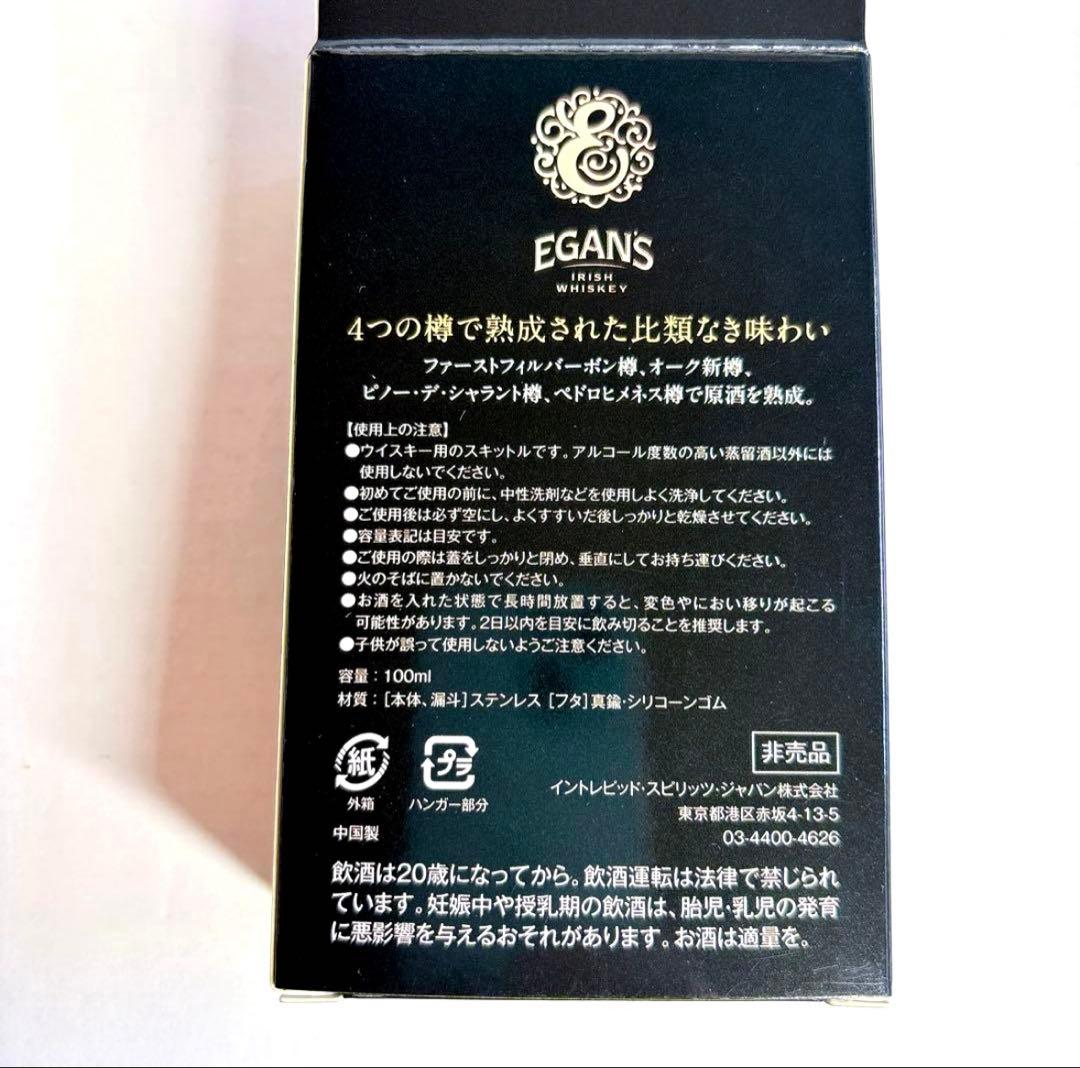 E
EGAN'S
IRISH
WHISKEY
4つの樽で熟成された比類なき味わい
ファーストフィルバーボン樽、オーク新樽、
ピノー・デ・シャラント樽、ペドロヒメネス樽で原酒を熟成。
【使用上の注意】
●ウイスキー用のスキットルです。アルコール度数の高い蒸留酒以外には
使用しないでください。
●初めてご使用の前に、中性洗剤などを使用しよく洗浄してください。
●ご使用後は必ず空にし、よくすすいだ後しっかりと乾燥させてください。
●容量表記は目安です。
●ご使用の際は蓋をしっかりと閉め、垂直にしてお持ち運びください。
●火のそばに置かないでください。
●お酒を入れた状態で長時間放置すると、変色やにおい移りが起こる
可能性があります。2日以内を目安に飲み切ることを推奨します。
●子供が誤って使用しないようご注意ください。
容量：100ml
材質：［本体、漏斗］ステンレス［フタ］真鍮・シリコーンゴム
紙
外箱
プラ
ハンガー部分
中国製
非売品
イントレピッド・スピリッツ・ジャパン株式会社
東京都港区赤坂4-13-5
03-4400-4626
飲酒は20歳になってから。飲酒運転は法律で禁じられ
ています。妊娠中や授乳期の飲酒は、胎児・乳児の発育
に悪影響を与えるおそれがあります。お酒は適量を。